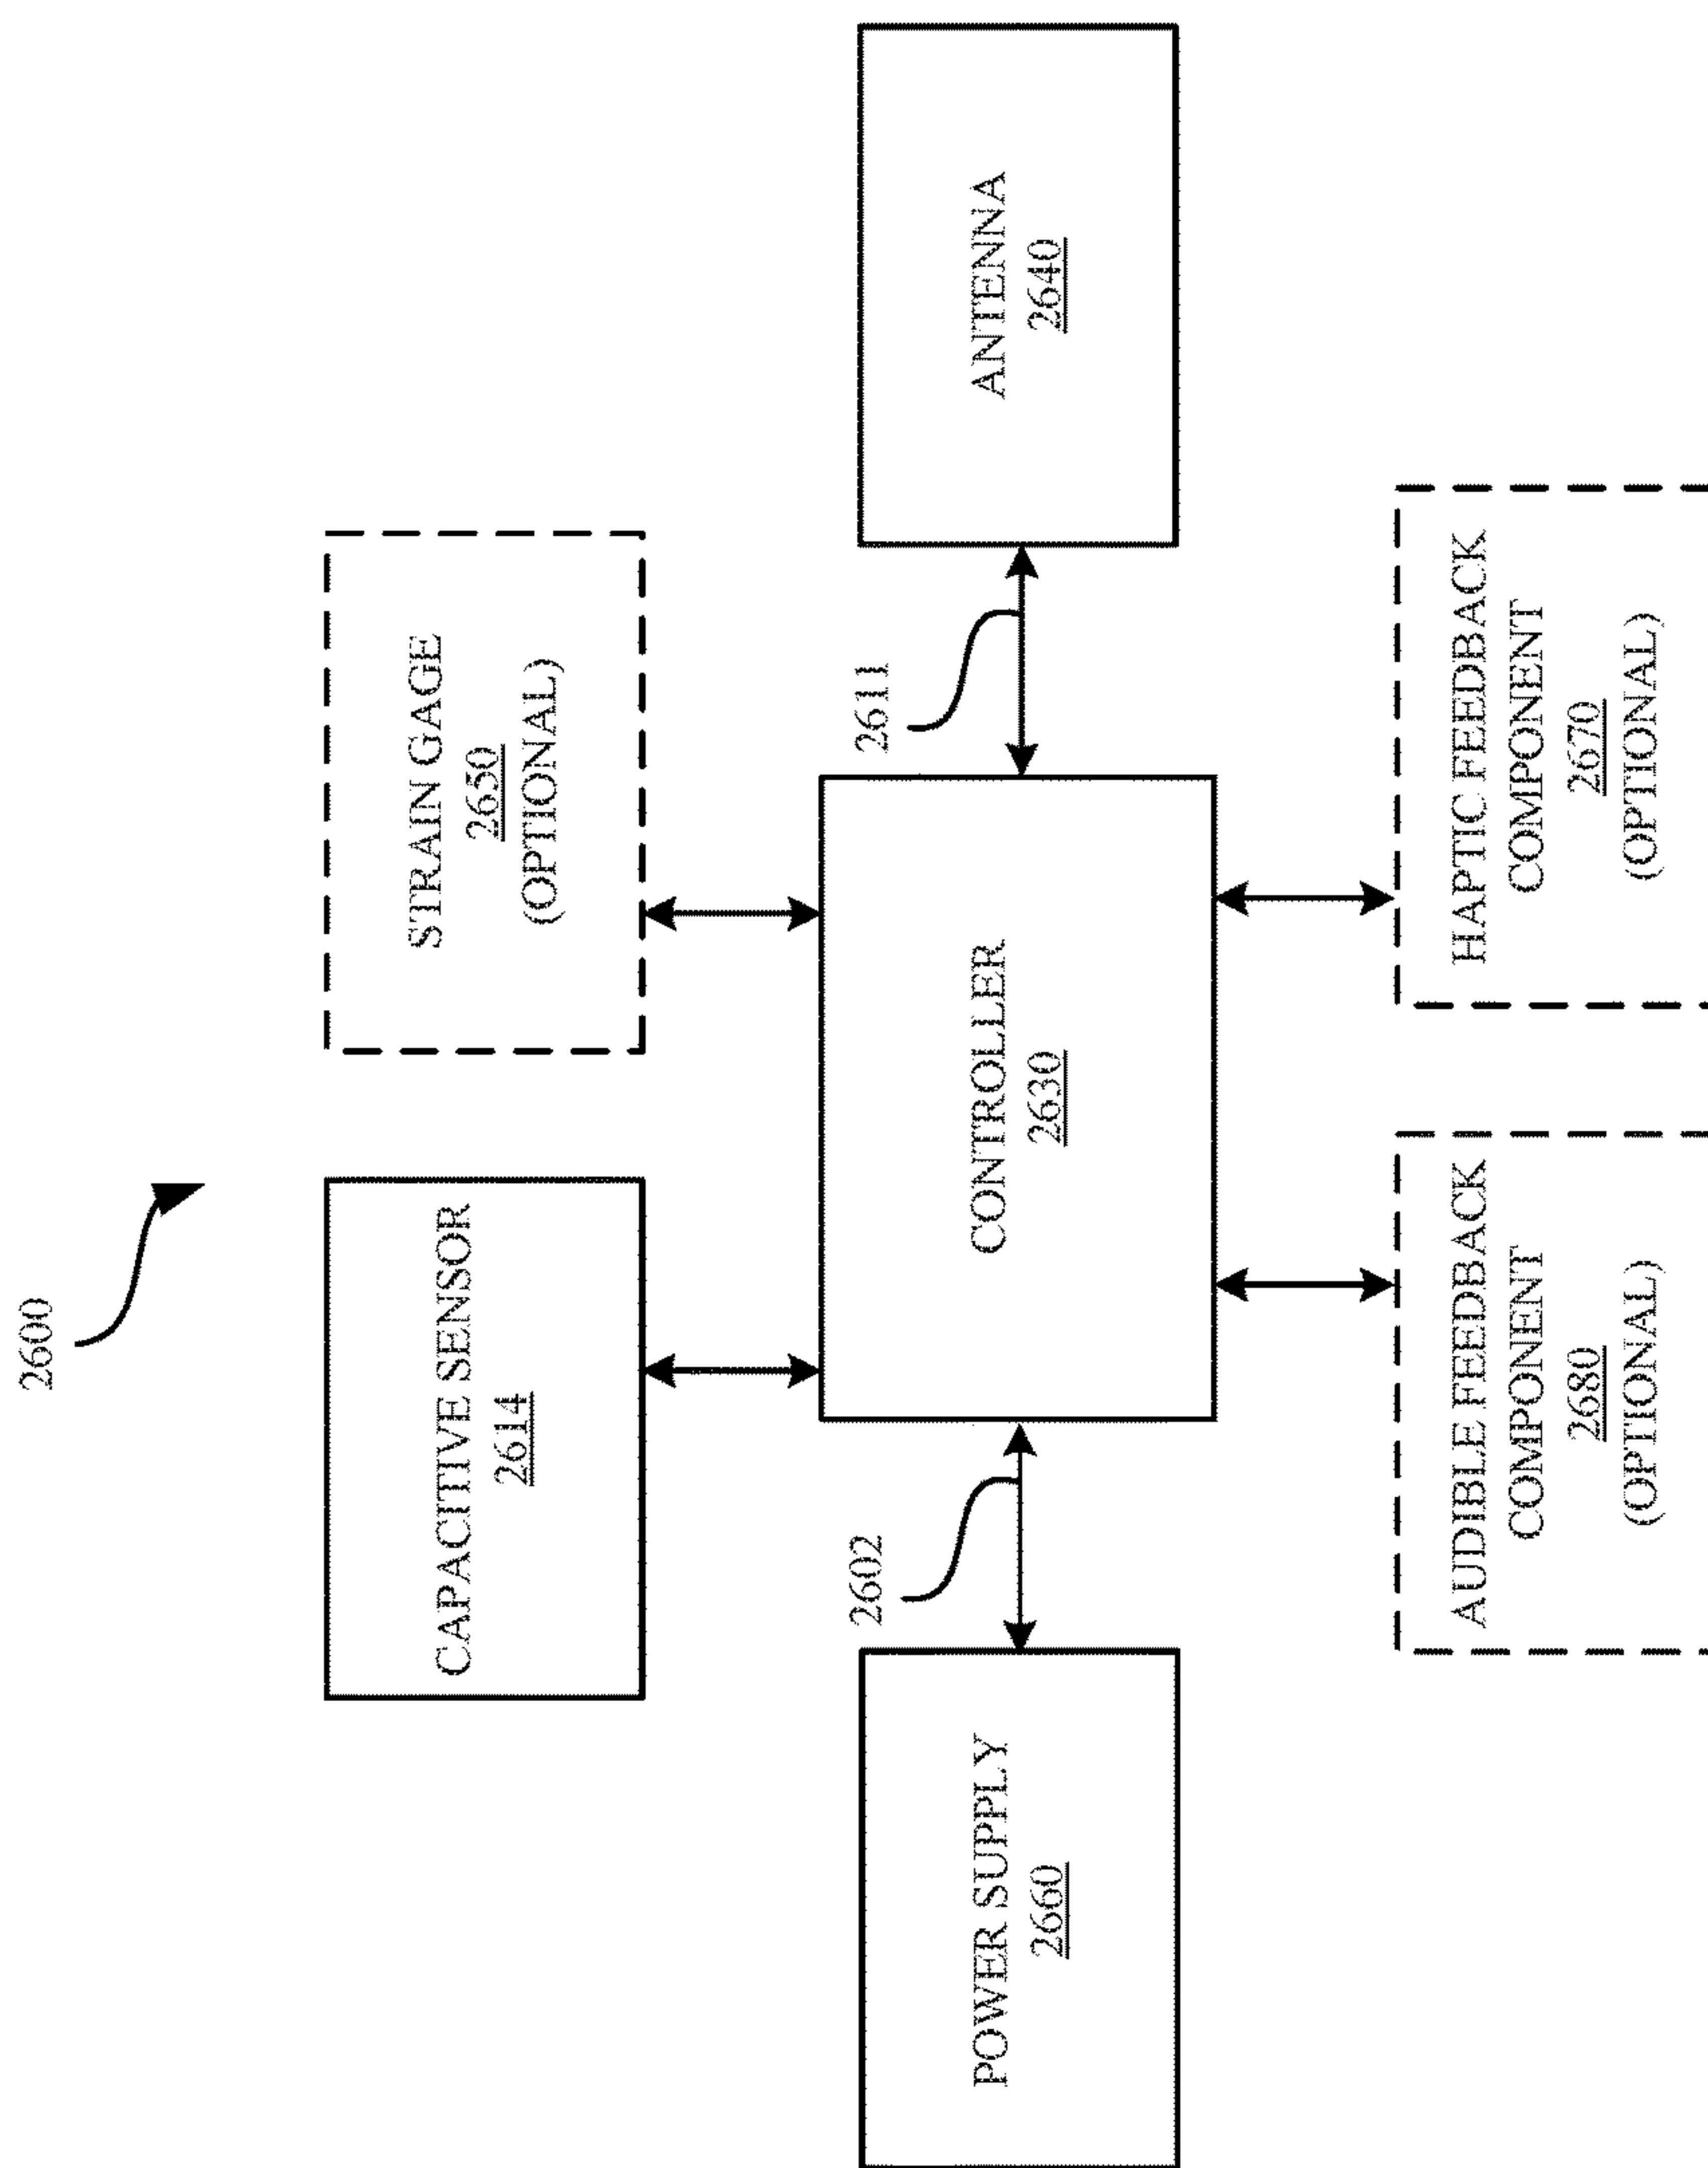 2600
CAPACITIVE SENSOR
2614
STRAIN GAGE
2650
(OPTIONAL)
2602
2611
POWER SUPPLY
2660
CONTROLLER
2630
ANTENNA
2640
AUDIBLE FEEDBACK
COMPONENT
2680
(OPTIONAL)
HAPTIC FEEDBACK
COMPONENT
2670
(OPTIONAL)